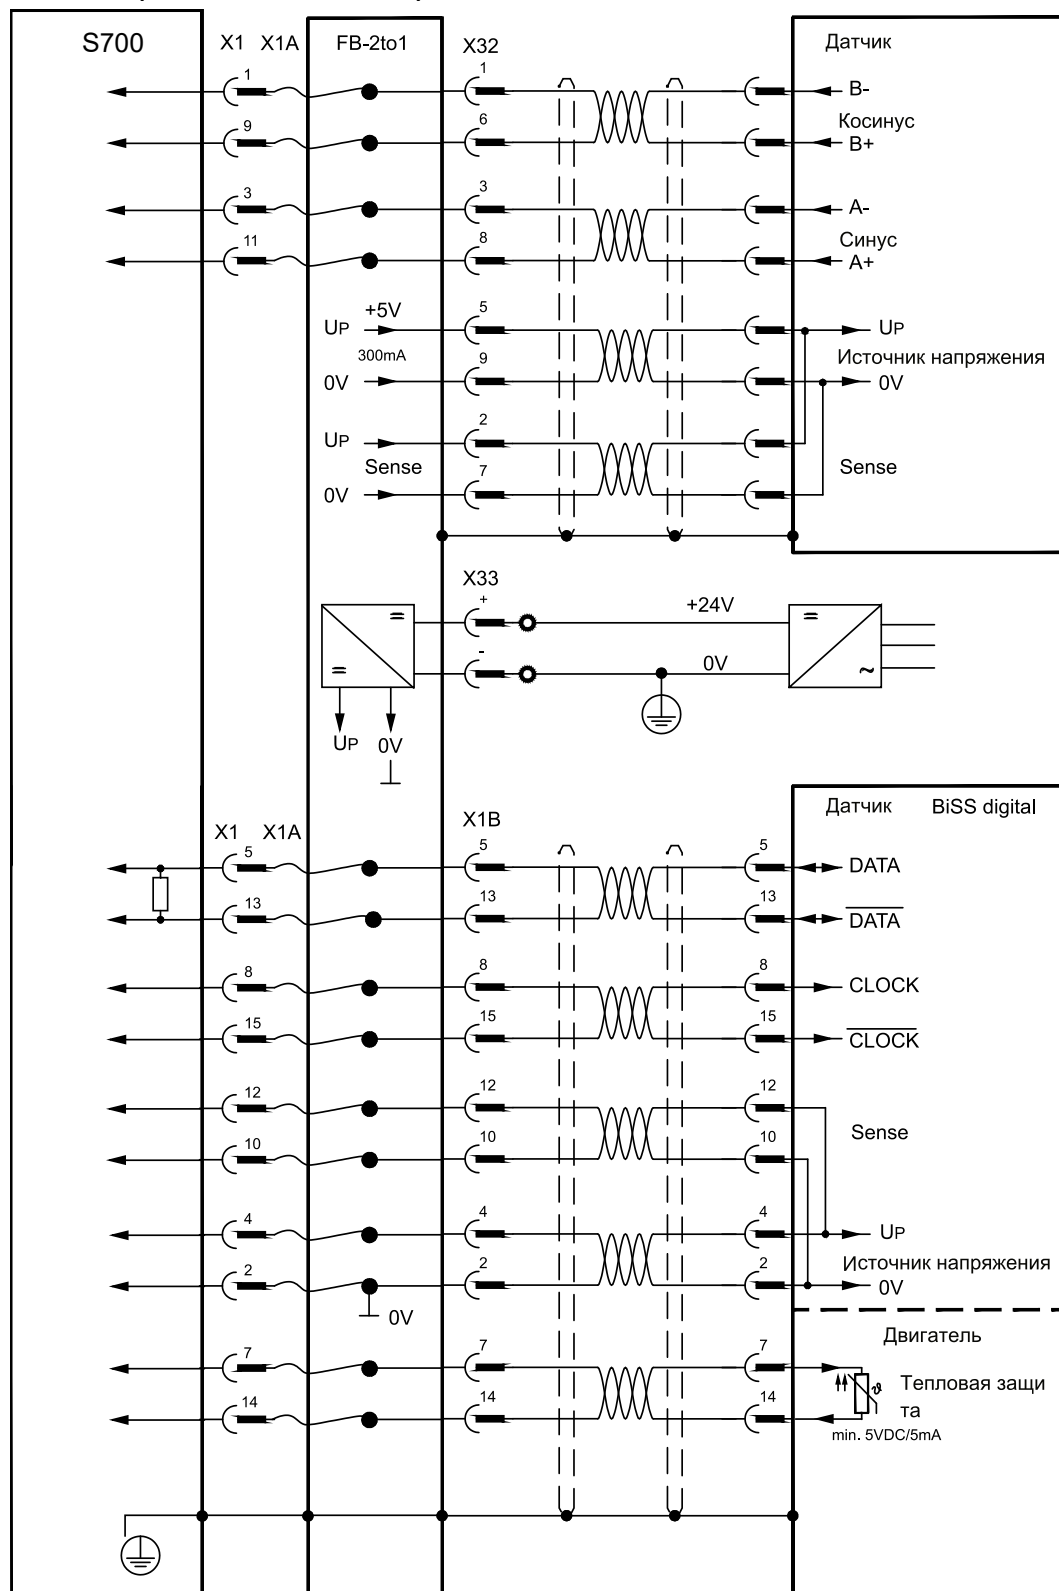 S700 X1 X1A FB-2to1 X32 Датчик
1 1 B-
Косинус
9 6 B+
3 3 A-
Синус
11 8 A+
+5V 5
UP UP
300mA 9 Источник напряжения
0V 0V
UP 2
Sense 7 Sense
0V
X33
+ +24V
=
=
- 0V
=
~
UP 0V
Датчик BiSS digital
X1 X1A X1B
5 5 5 DATA
13 13 13 DATA
8 8 8 CLOCK
15 15 15 CLOCK
12 12 12
Sense
10 10 10
4 4 4 UP
Источник напряжения
2 2 2 0V
0V
Двигатель
7 7 7
ϑ Тепловая защи
14 14 14 та
min. 5VDC/5mA